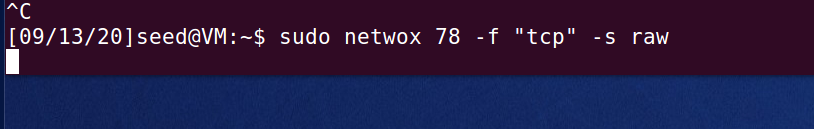 ^C
[09/13/20]seed@VM:~$ sudo netwox 78 -f "tcp" -s raw